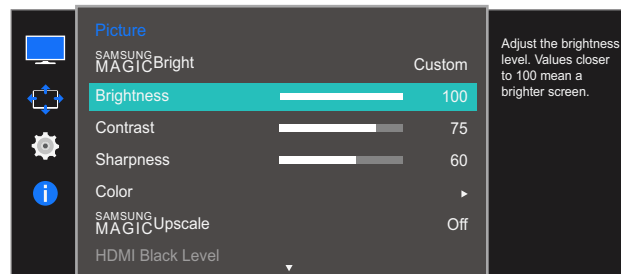 Picture
SAMSUNG
MAGICBright Custom
Brightness 100
Contrast 75
Sharpness 60
Color
SAMSUNG
MAGICUpscale Off
HDMI Black Level
Adjust the brightness
level. Values closer
to 100 mean a
brighter screen.